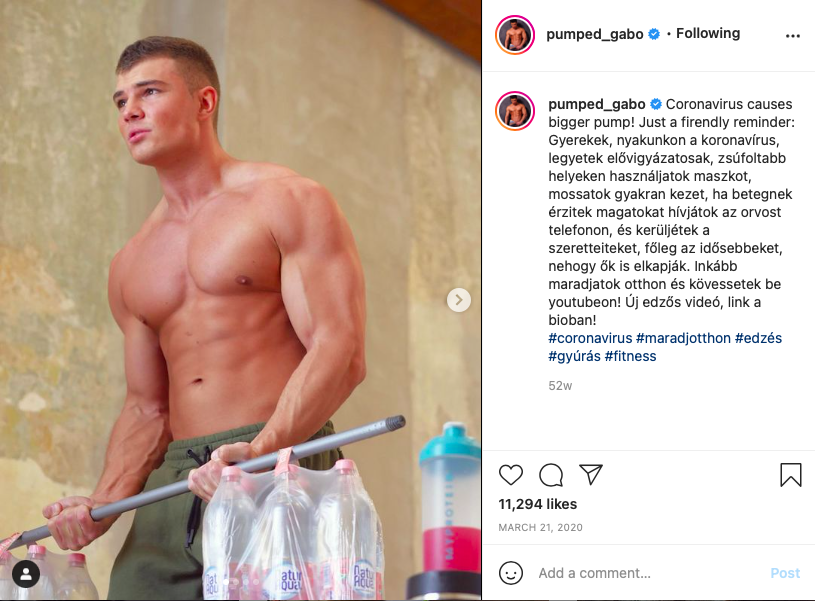 pumped_gabo • Following
pumped_gabo Coronavirus causes
bigger pump! Just a firendly reminder:
Gyerekek, nyakunkon a koronavírus,
legyetek elővigyázatosak, zsúfoltabb
helyeken használjatok maszkot,
mossatok gyakran kezet, ha betegnek
érzitek magatokat hívjátok az orvost
telefonon, és kerüljétek a
szeretteiteket, főleg az idősebbeket,
nehogy ők is elkapják. Inkább
maradjatok otthon és kövessetek be
youtubeon! Új edzős videó, link a
bioban!
#coronavirus #maradjotthon #edzés
#gyúrás #fitness
52w
11,294 likes
MARCH 21, 2020
Add a comment...
Post
MYPROTEIN
Natur
Aqua